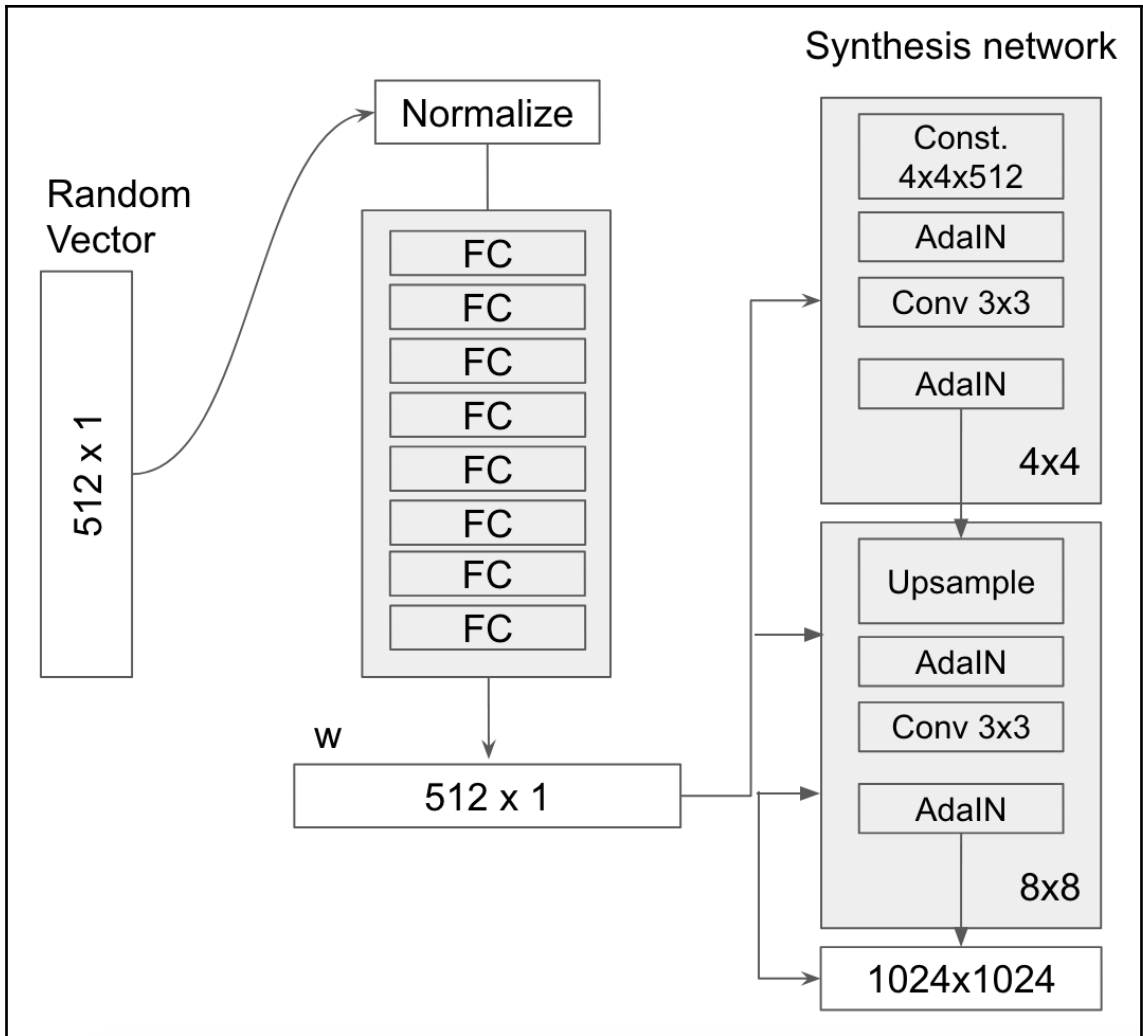 Synthesis network
Normalize
Random
Vector
512 x 1
FC
FC
FC
FC
FC
FC
FC
FC
w
512 x 1
Const.
4x4x512
AdaIN
Conv 3x3
AdaIN
4x4
Upsample
AdaIN
Conv 3x3
AdaIN
8x8
1024x1024